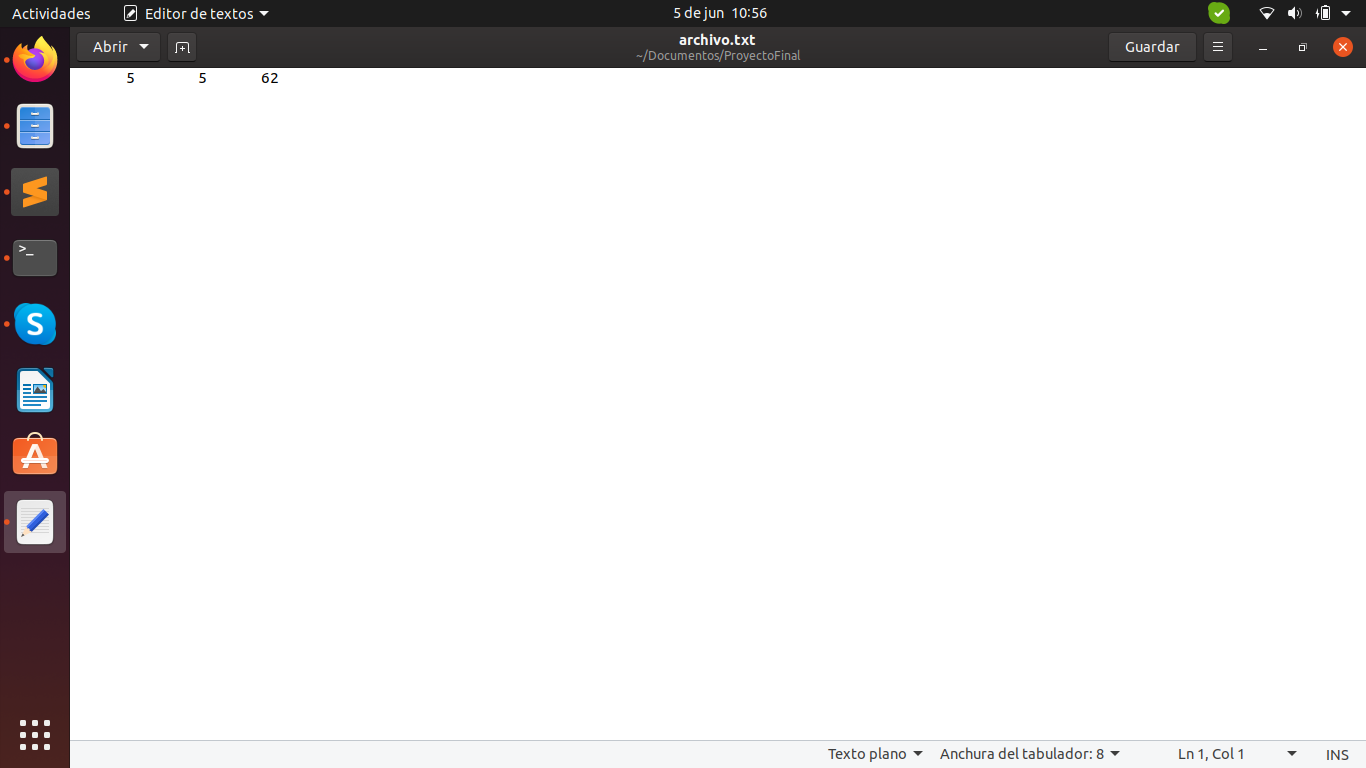 Actividades Editor de textos 5 de jun 10:56
Abrir archivo.txt Guardar
~/Documentos/ProyectoFinal
5 5 62
>_
S
A
Texto plano Anchura del tabulador: 8 Ln 1, Col 1 INS